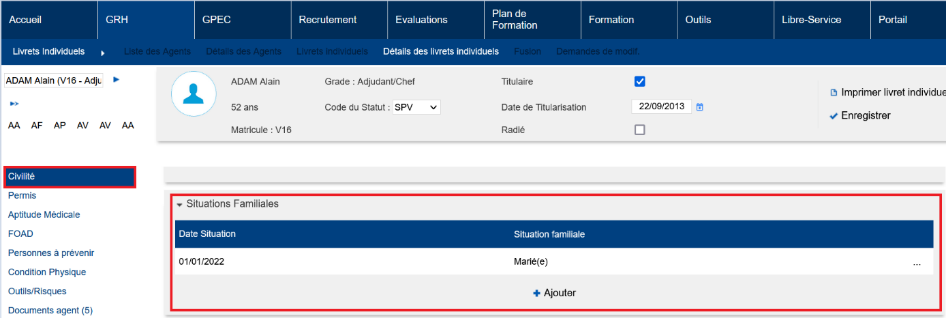 Accueil GRH GPEC Recrutement Evaluations Plan de Formation Formation Outils Libre-Service Portail
Livrets Individuels Liste des Agents Détails des Agents Livrets individuels Détails des livrets individuels Fusion Demandes de modif.
ADAM Alain (V16 - Adju
AA AF AP AV AV AA
ADAM Alain Grade : Adjudant/Chef Titulaire
52 ans Code du Statut : SPV Date de Titularisation 22/09/2013
Matricule : V16 Radié
Imprimer livret individue
Enregistrer
Civilité
Permis
Aptitude Médicale
FOAD
Personnes à prévenir
Condition Physique
Outils/Risques
Documents agent (5)
Situations Familiales
Date Situation Situation familiale
01/01/2022 Marié(e) ...
Ajouter